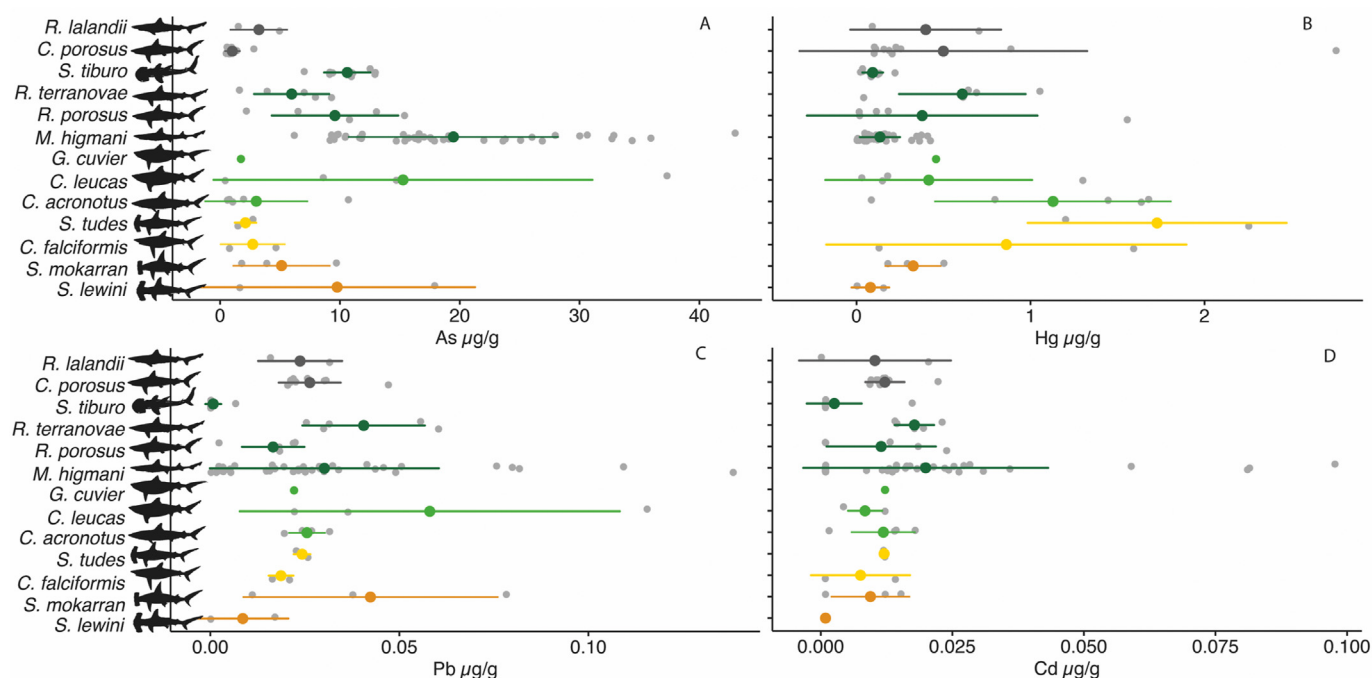 A
B
R. lalandii
C. porosus
S. tiburo
R. terranovae
R. porosus
M. higmani
G. cuvier
C. leucas
C. acronotus
S. tudes
C. falciformis
S. mokarran
S. lewini
0 10 20 30 40
As µg/g
0 1 2
Hg µg/g
C
D
R. lalandii
C. porosus
S. tiburo
R. terranovae
R. porosus
M. higmani
G. cuvier
C. leucas
C. acronotus
S. tudes
C. falciformis
S. mokarran
S. lewini
0.00 0.05 0.10
Pb µg/g
0.000 0.025 0.050 0.075 0.100
Cd µg/g